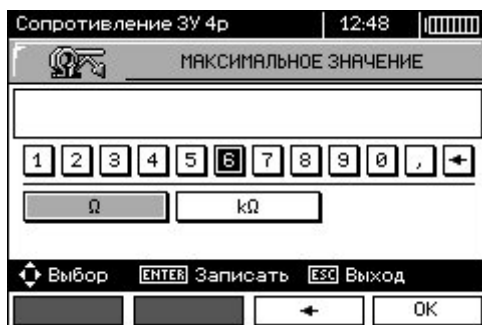 Сопротивление ЗУ 4p 12:48
МАКСИМАЛЬНОЕ ЗНАЧЕНИЕ
1 2 3 4 5 6 7 8 9 0 , ←
Ω kΩ
Выбор ENTER Записать ESC Выход
← OK